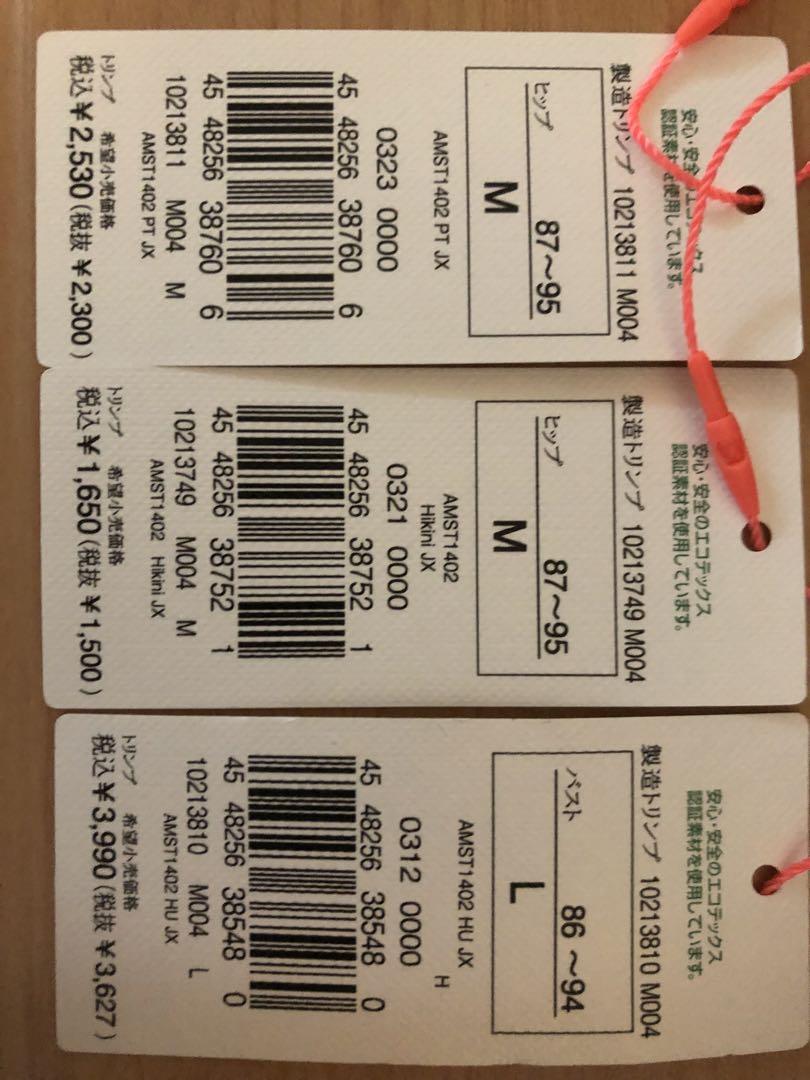 安心・安全のエコテックス
認証素材を使用しています。
製造トリンプ 10213811 M004
ヒップ 87～95
M
AMST1402 PT JX
0323 0000
45 48256 38760 6
45 48256 38760 6
10213811 M004 M
AMST1402 PT JX
トリンプ 希望小売価格
税込¥2,530(税抜¥2,300)
安心・安全のエコテックス
認証素材を使用しています。
製造トリンプ 10213749 M004
ヒップ 87～95
M
AMST1402
Hikini JX
0321 0000
45 48256 38752 1
45 48256 38752 1
10213749 M004 M
AMST1402 Hikini JX
トリンプ 希望小売価格
税込¥1,650(税抜¥1,500)
安心・安全のエコテックス
認証素材を使用しています。
製造トリンプ 10213810 M004
バスト 86 ～94
L
AMST1402 HU JX
H
0312 0000
45 48256 38548 0
45 48256 38548 0
10213810 M004 L
AMST1402 HU JX
トリンプ 希望小売価格
税込¥3,990(税抜¥3,627)